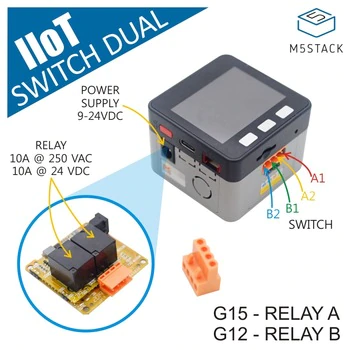 IIoT
SWITCH DUAL
M5STACK
POWER
SUPPLY
9-24VDC
RELAY
10A @ 250 VAC
10A @ 24 VDC
A1
A2
B1
B2
SWITCH
G15 - RELAY A
G12 - RELAY B